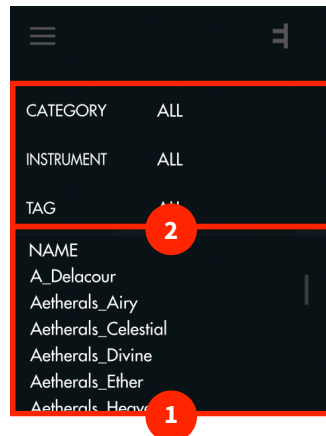 CATEGORY ALL
INSTRUMENT ALL
TAG
2
NAME
A_Delacour
Aetherals_Airy
Aetherals_Celestial
Aetherals_Divine
Aetherals_Ether
1